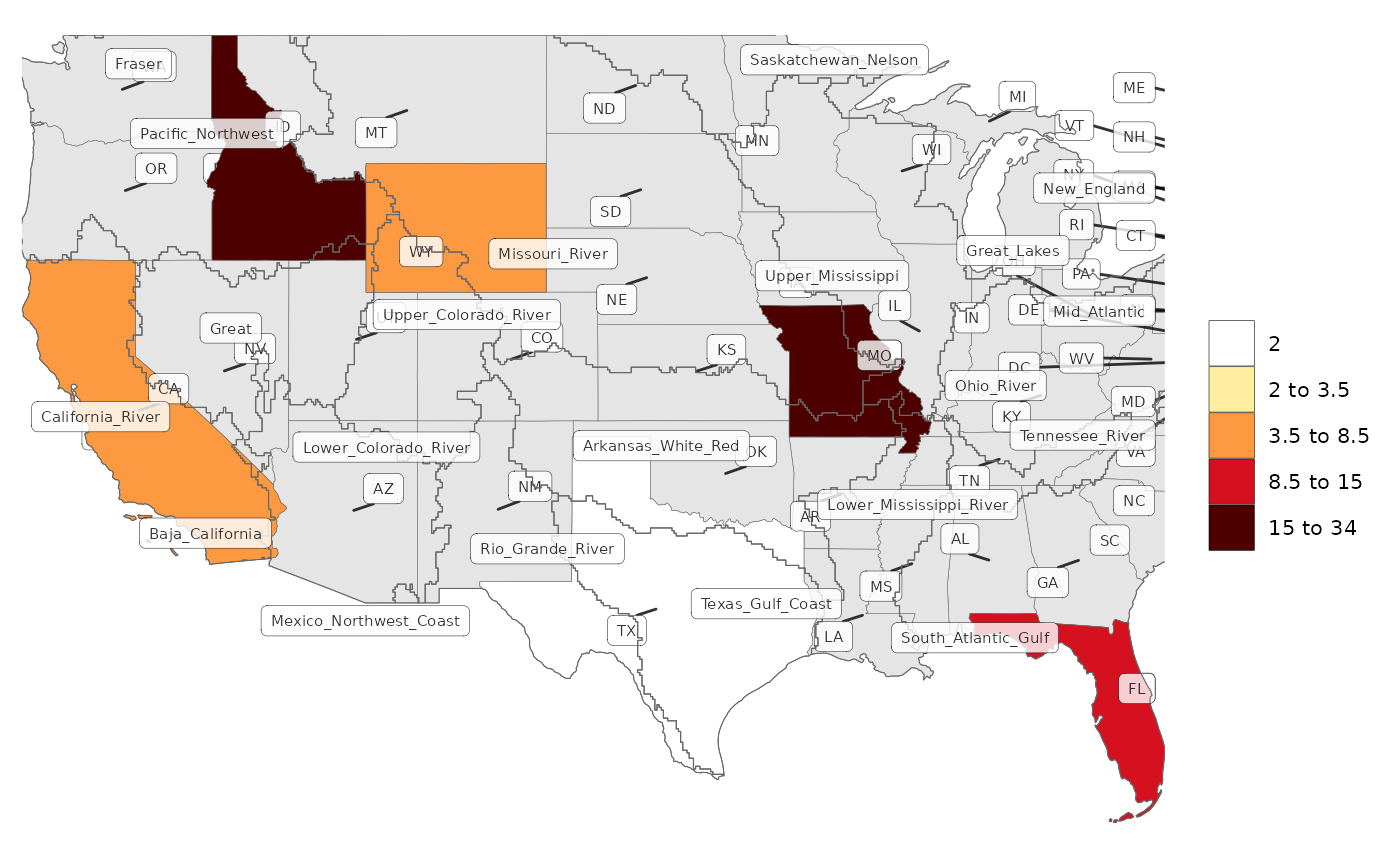 Fraser
Saskatchewan_Nelson
ME
MI
ND
VT
Pacific_Northwest
ID
MT
MN
NH
WI
OR
NY
MA
New_England
SD
RI
CT
WY
Missouri_River
Great_Lakes
Upper_Mississippi
PA
NE
IL
Upper_Colorado_River
IN
DE
Mid_Atlantic
Great
NV
CO
KS
MO
DC
WV
2
2 to 3.5
3.5 to 8.5
8.5 to 15
15 to 34
CA
Ohio_River
MD
California_River
KY
Lower_Colorado_River
Arkansas_White_Red
OK
Tennessee_River
VA
AZ
NM
TN
NC
Lower_Mississippi_River
AR
Baja_California
Rio_Grande_River
AL
SC
MS
GA
Texas_Gulf_Coast
Mexico_Northwest_Coast
TX
LA
South_Atlantic_Gulf
FL